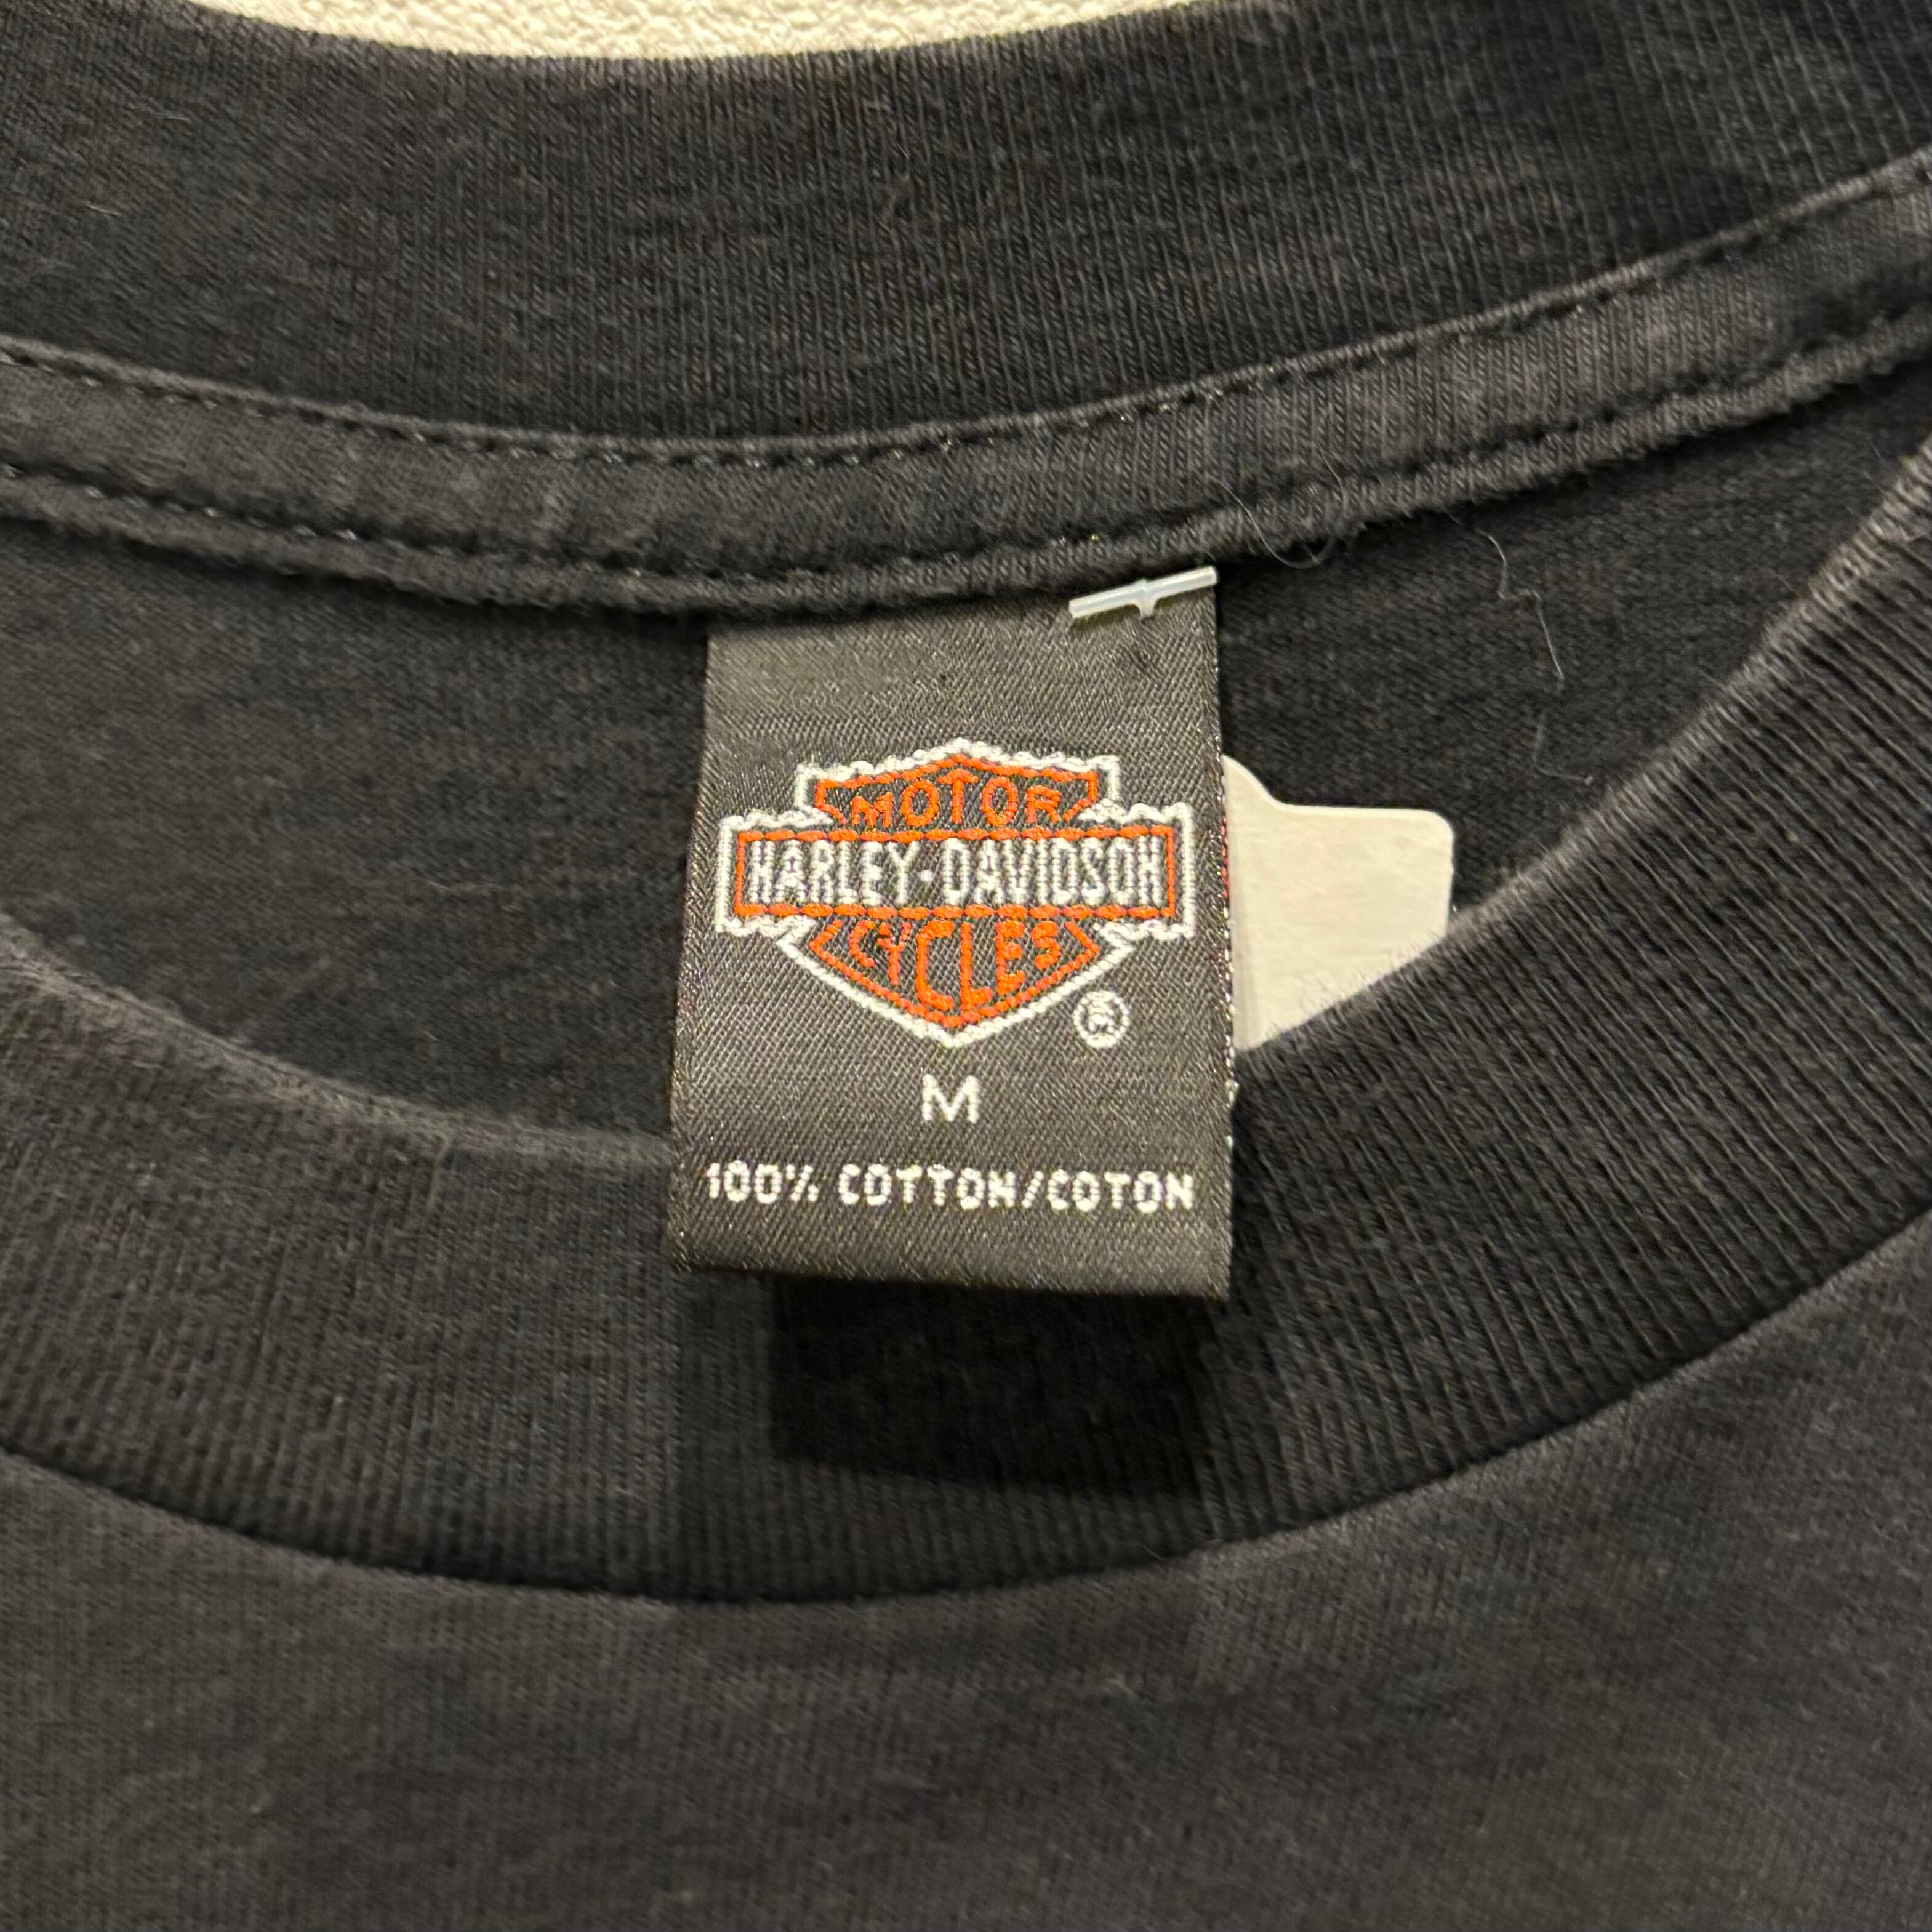 MOTOR
HARLEY-DAVIDSON
CYCLES
®
M
100% COTTON/COTON